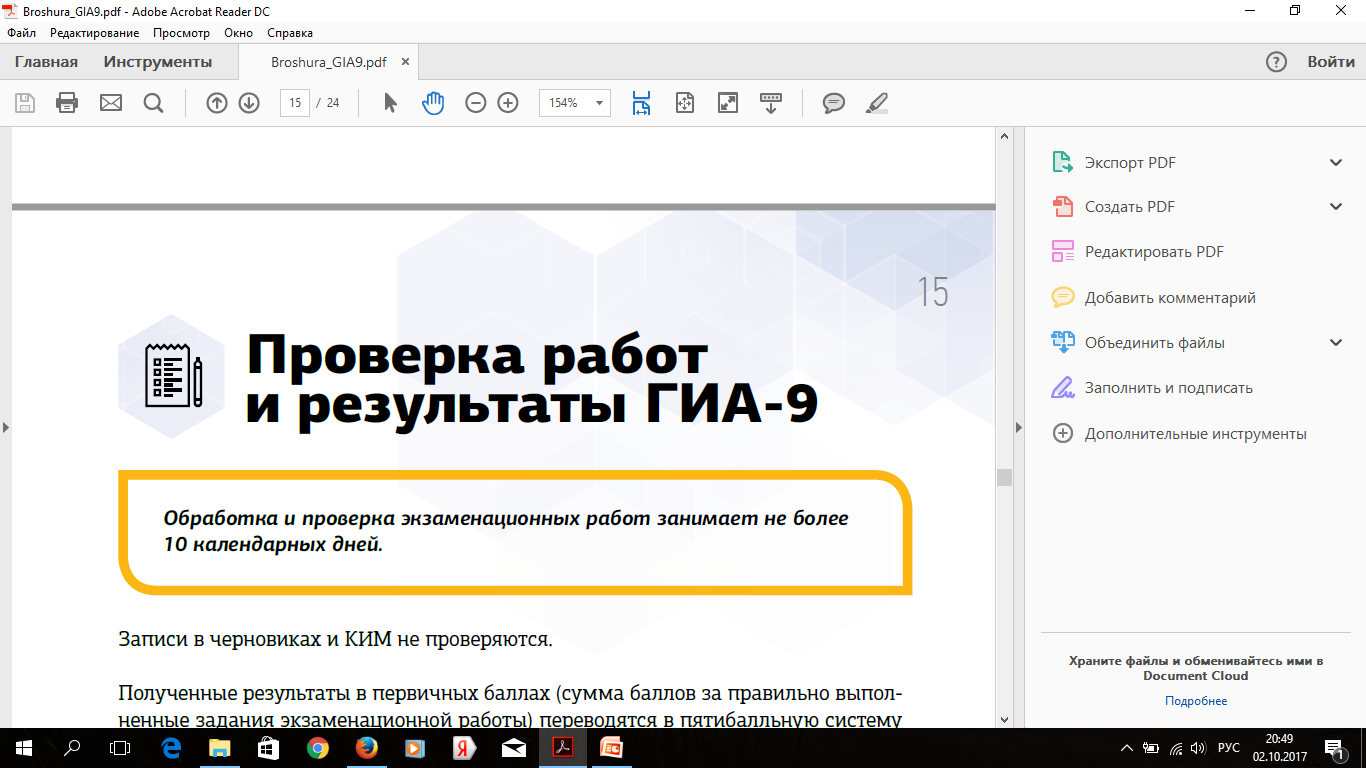 Broshura_GIA9.pdf - Adobe Acrobat Reader DC
Файл Редактирование Просмотр Окно Справка
Главная Инструменты Broshura_GIA9.pdf × Войти
15 / 24 154%
15
Проверка работ
и результаты ГИА-9
Обработка и проверка экзаменационных работ занимает не более
10 календарных дней.
Записи в черновиках и КИМ не проверяются.
Полученные результаты в первичных баллах (сумма баллов за правильно выпол-
ненные задания экзаменационной работы) переводятся в пятибалльную систему
Экспорт PDF
Создать PDF
Редактировать PDF
Добавить комментарий
Объединить файлы
Заполнить и подписать
Дополнительные инструменты
Храните файлы и обменивайтесь ими в
Document Cloud
Подробнее
РУС
20:49
02.10.2017
1